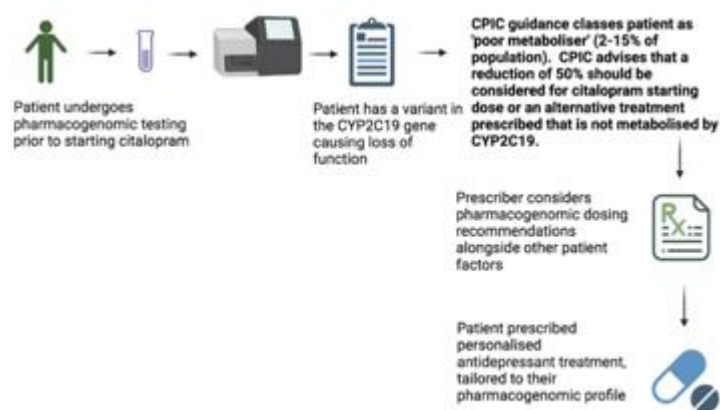 Patient undergoes
pharmacogenomic testing
prior to starting citalopram
Patient has a variant in
the CYP2C19 gene
causing loss of
function
CPIC guidance classes patient as
'poor metaboliser' (2-15% of
population). CPIC advises that a
reduction of 50% should be
considered for citalopram starting
dose or an alternative treatment
prescribed that is not metabolised by
CYP2C19.
Prescriber considers
pharmacogenomic dosing
recommendations
alongside other patient
factors
Rx
Patient prescribed
personalised
antidepressant treatment,
tailored to their
pharmacogenomic profile